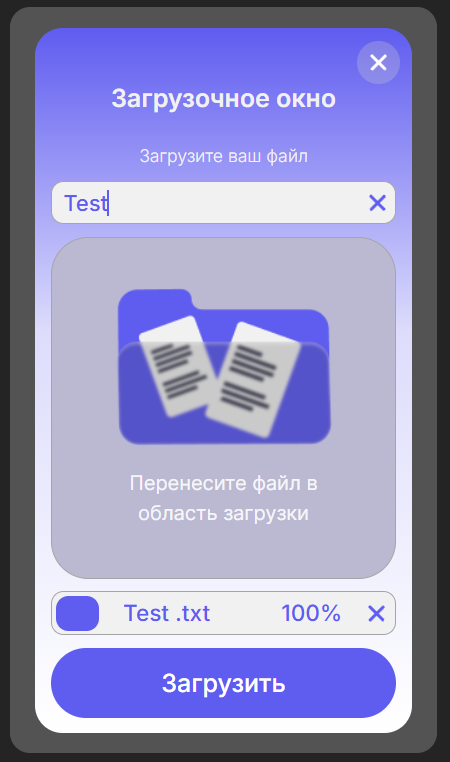 Загрузочное окно
Загрузите ваш файл
Test
Перенесите файл в
область загрузки
Test .txt 100%
Загрузить